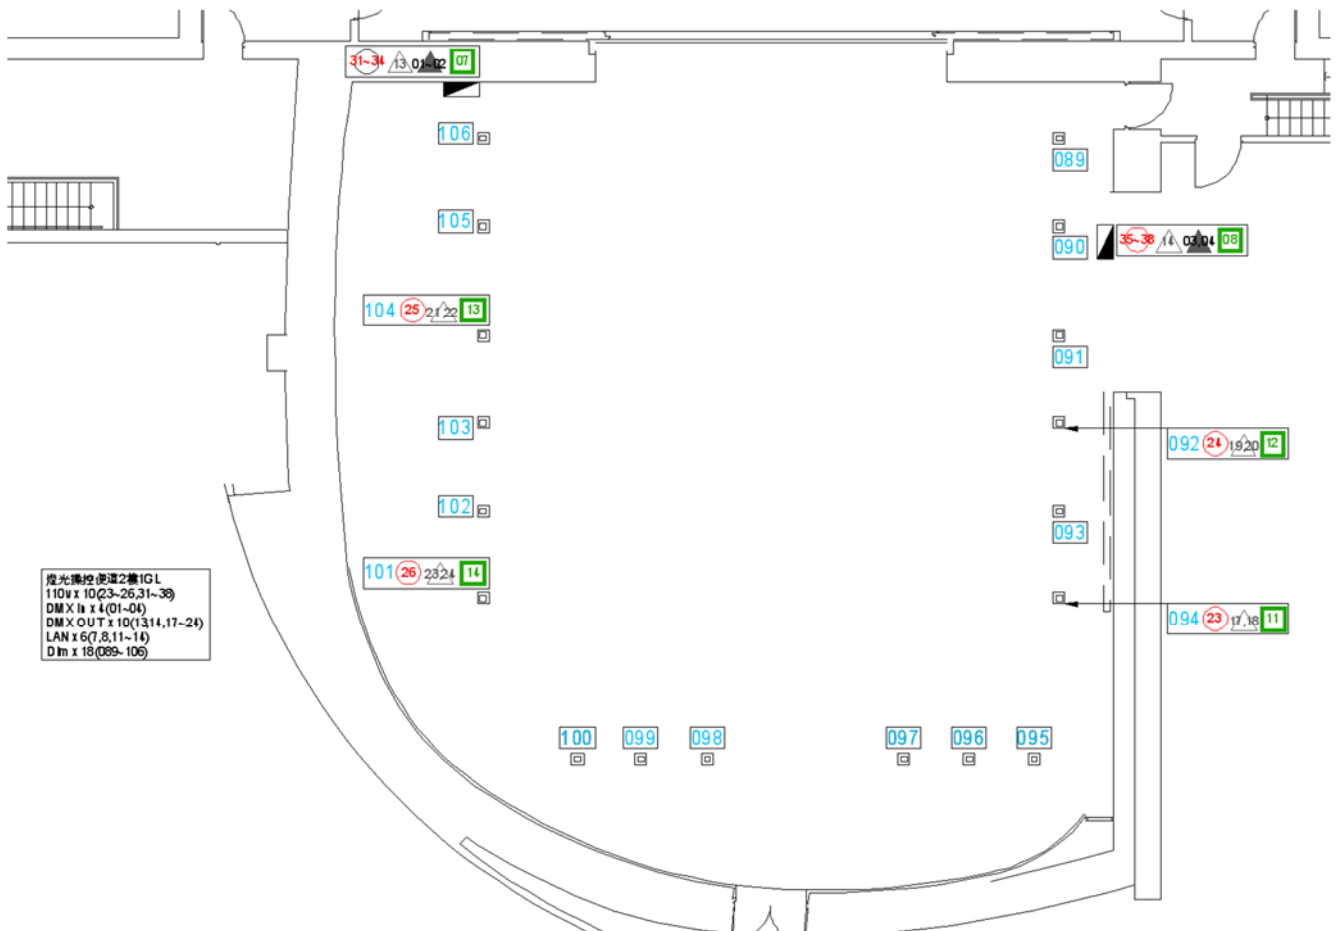 31~34 13 01~02 07
106
089
105
090
35~38 14 03,04 08
104 25 21,22 13
091
103
092 24 19,20 12
102
093
101 26 23,24 14
094 23 17,18 11
燈光操控便道2樓1GL
110v x 10(23~26,31~38)
DMX In x 4(01~04)
DMX OUT x 10(13,14,17~24)
LAN x 6(7,8,11~14)
Dim x 18(089~106)
100 099 098 097 096 095